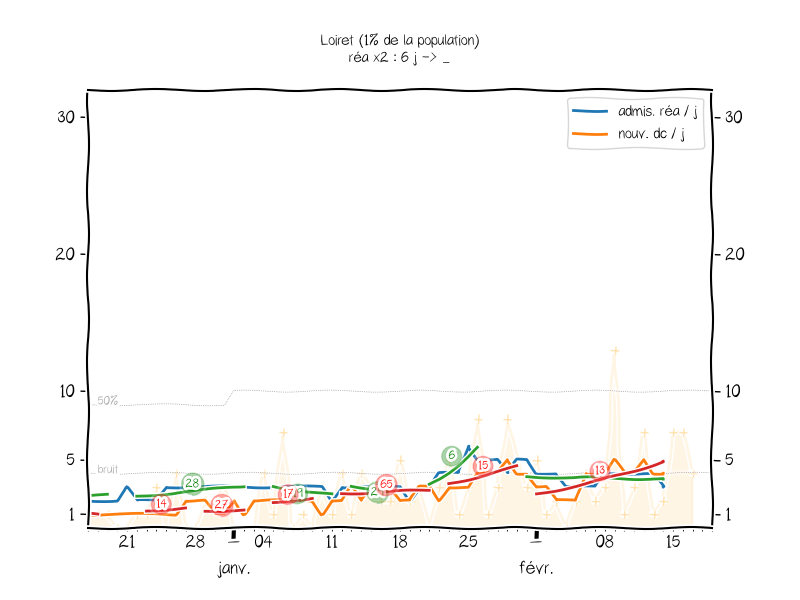 Loiret (1% de la population)
réa x2 : 6 j -> _
admis. réa / j
nouv. dc / j
30 30
20 20
10 10
50%
bruit
5 5
1 1
6
15
13
28
65
17
14
27
21 28 04 11 18 25 08 15
janv. févr.